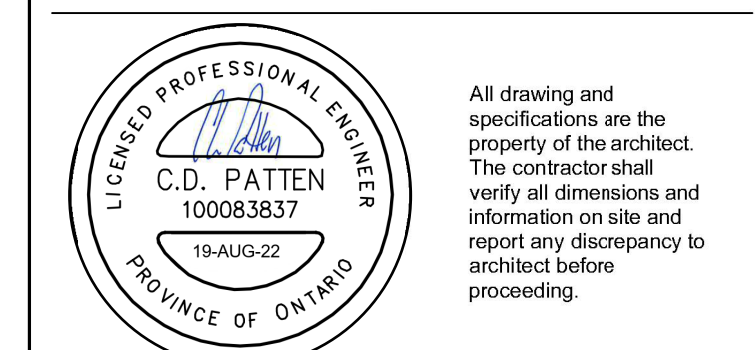 LICENSED PROFESSIONAL ENGINEER
C. Patten
C.D. PATTEN
100083837
19-AUG-22
PROVINCE OF ONTARIO
All drawing and
specifications are the
property of the architect.
The contractor shall
verify all dimensions and
information on site and
report any discrepancy to
architect before
proceeding.